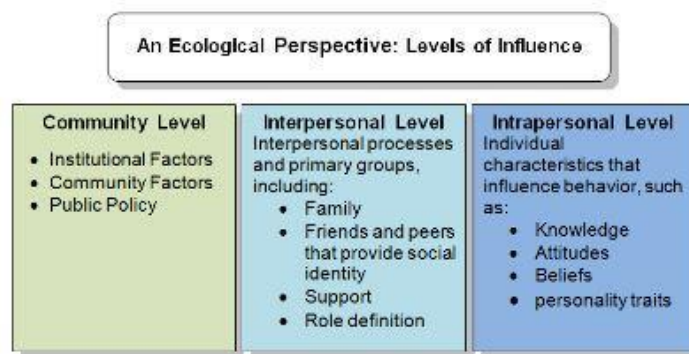 An Ecological Perspective: Levels of Influence
Community Level
• Institutional Factors
• Community Factors
• Public Policy
Interpersonal Level
Interpersonal processes
and primary groups,
including:
• Family
• Friends and peers
that provide social
identity
• Support
• Role definition
Intrapersonal Level
Individual
characteristics that
influence behavior, such
as:
• Knowledge
• Attitudes
• Beliefs
• personality traits